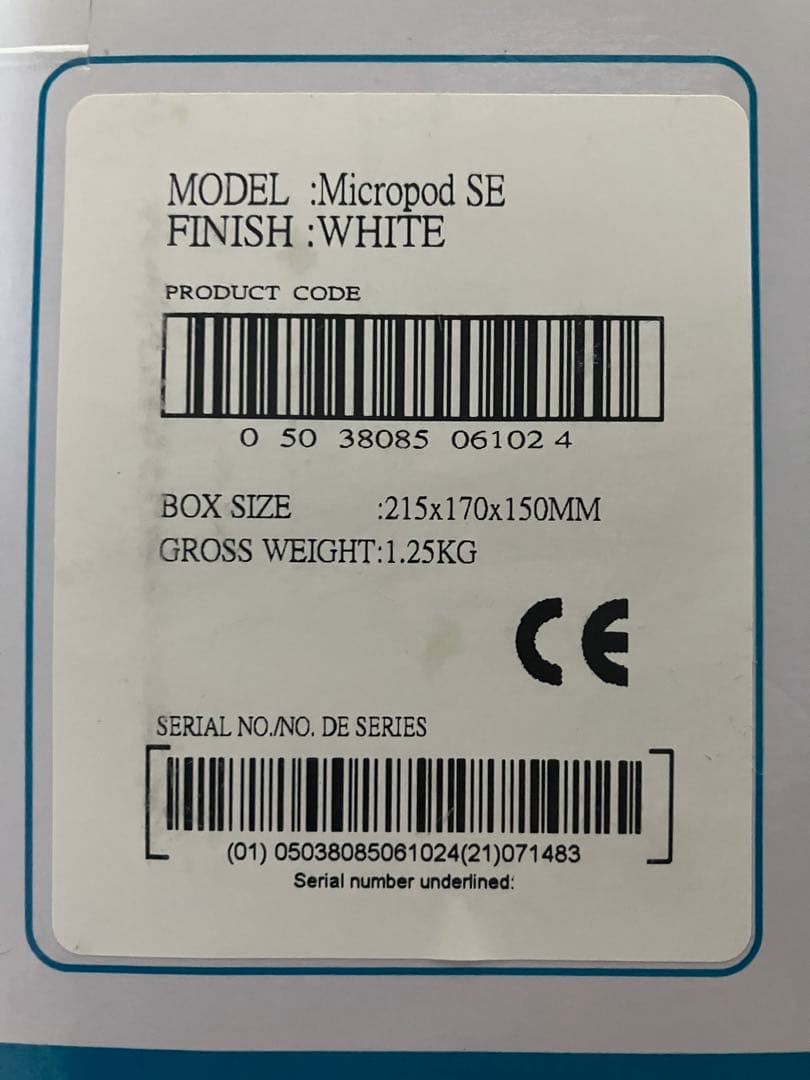 MODEL :Micropod SE
FINISH :WHITE
PRODUCT CODE
0 50 38085 06102 4
BOX SIZE :215x170x150MM
GROSS WEIGHT:1.25KG
CE
SERIAL NO./NO. DE SERIES
(01) 05038085061024(21)071483
Serial number underlined: